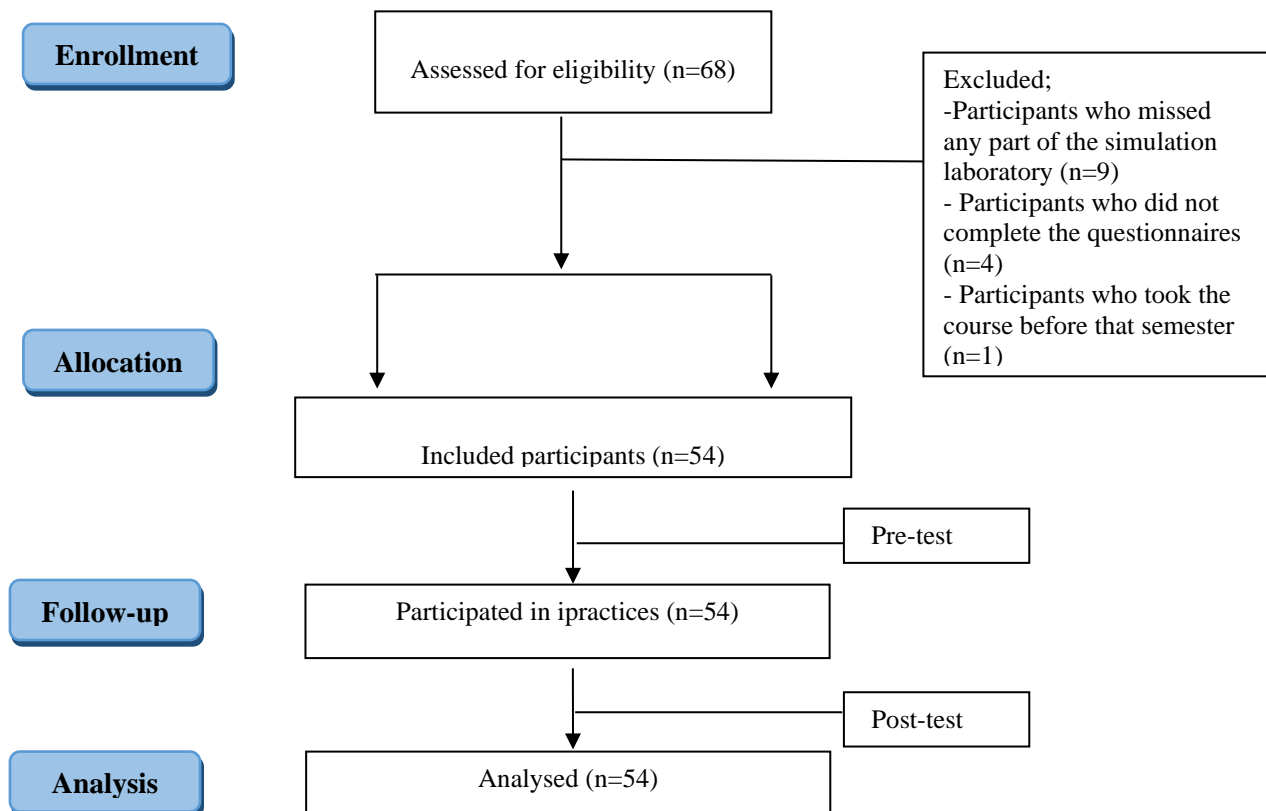 Enrollment
Assessed for eligibility (n=68)
Excluded;
-Participants who missed
any part of the simulation
laboratory (n=9)
- Participants who did not
complete the questionnaires
(n=4)
- Participants who took the
course before that semester
(n=1)
Allocation
Included participants (n=54)
Pre-test
Follow-up
Participated in ipractices (n=54)
Post-test
Analysis
Analysed (n=54)